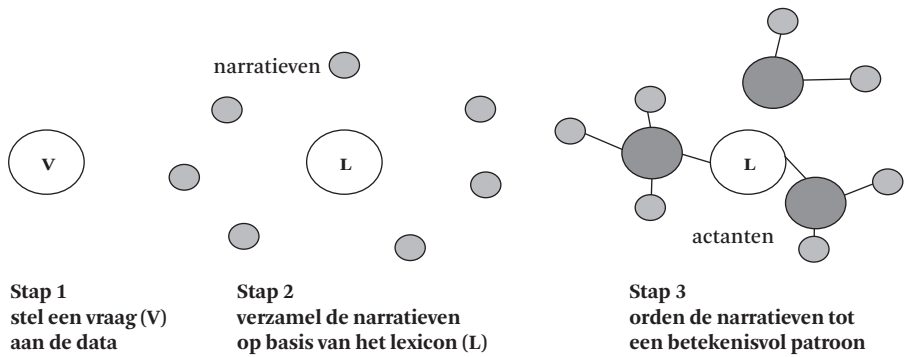 narratieven
V
L
L
actanten
Stap 1
stel een vraag (V)
aan de data
Stap 2
verzamel de narratieven
op basis van het lexicon (L)
Stap 3
orden de narratieven tot
een betekenisvol patroon